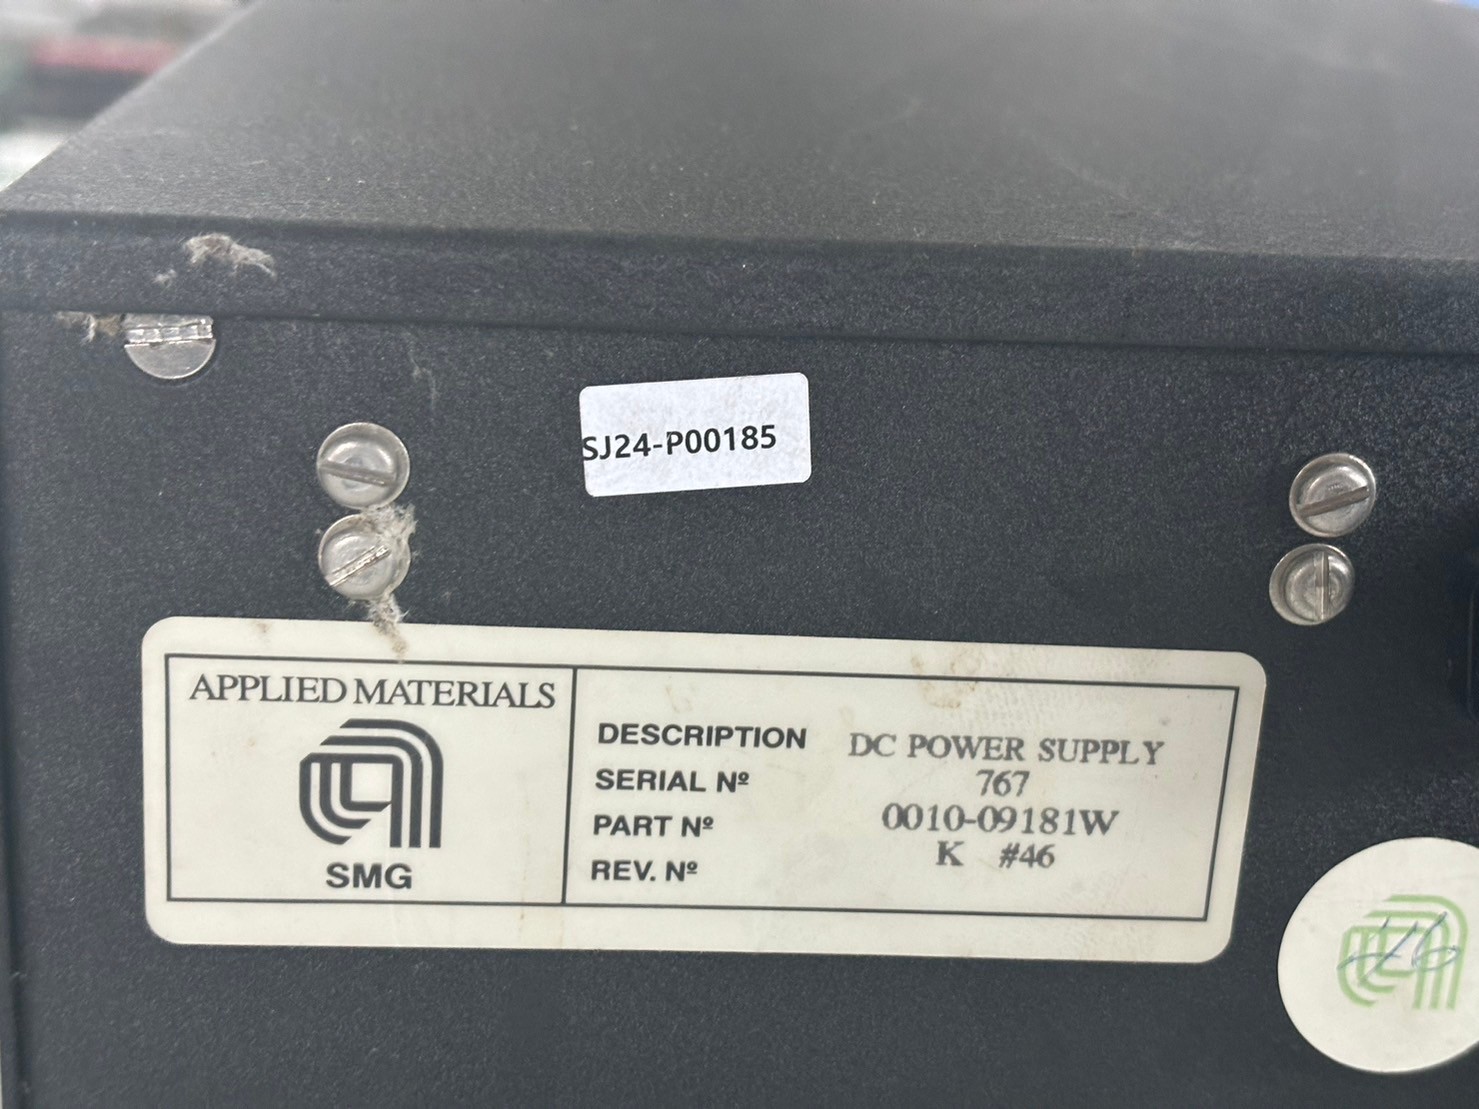 SJ24-P00185
APPLIED MATERIALS
SMG
DESCRIPTION DC POWER SUPPLY
SERIAL Nº 767
PART Nº 0010-09181W
REV. Nº K #46